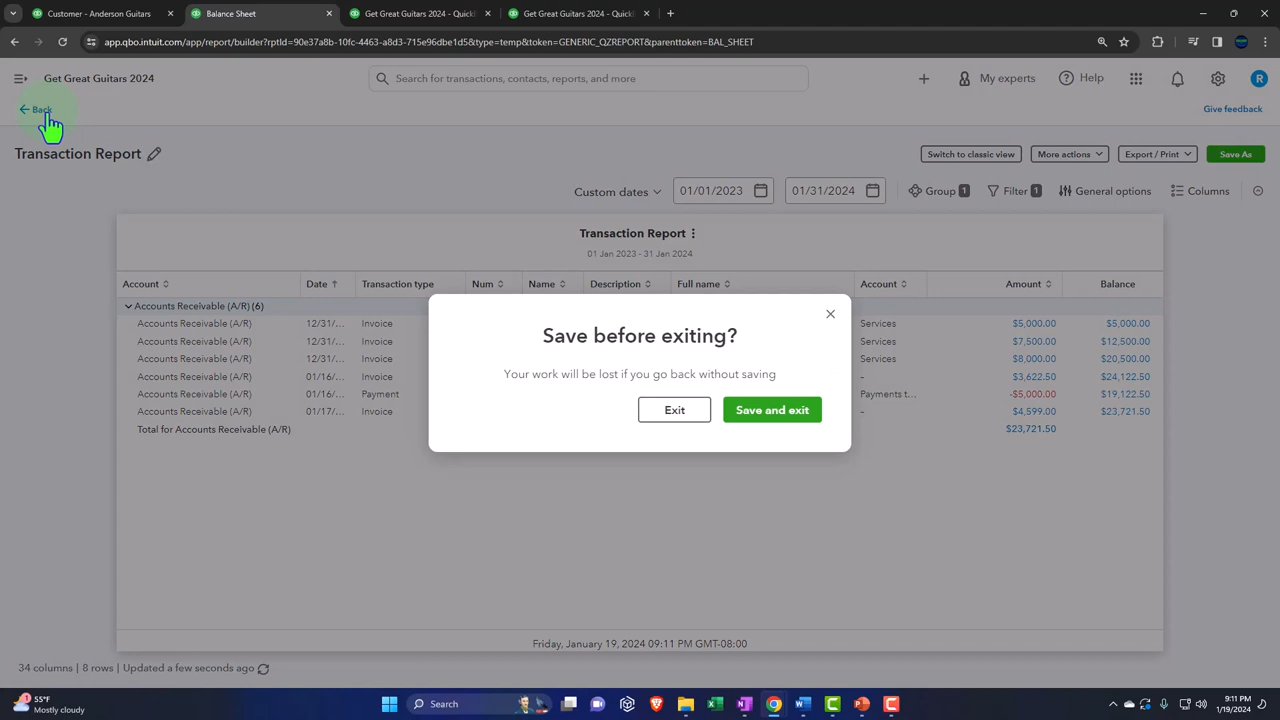 Customer - Anderson Guitars
Balance Sheet
Get Great Guitars 2024 - QuickB
Get Great Guitars 2024 - QuickB
app.qbo.intuit.com/app/report/builder?rptId=90e37a8b-14d4-46a8-83d3-715e96dbe1d5&type=temp&token=GENERIC_QZREPORT&parenttoken=BAL_SHEET
Get Great Guitars 2024
Search for transactions, contacts, reports, and more
My experts
Help
R
Back
Give feedback
Transaction Report
Switch to classic view
More actions
Export / Print
Save As
Custom dates
01/01/2023
01/31/2024
Group 1
Filter 1
General options
Columns
Transaction Report
01 Jan 2023 - 31 Jan 2024
Account Date Transaction type Num Name Description Full name Account Amount Balance
Accounts Receivable (A/R) (6)
Accounts Receivable (A/R) 12/31/... Invoice Services $5,000.00 $5,000.00
Accounts Receivable (A/R) 12/31/... Invoice Services $7,500.00 $12,500.00
Accounts Receivable (A/R) 12/31/... Invoice Services $8,000.00 $20,500.00
Accounts Receivable (A/R) 01/16/... Invoice – $3,622.50 $24,122.50
Accounts Receivable (A/R) 01/16/... Payment Payments t... -$5,000.00 $19,122.50
Accounts Receivable (A/R) 01/17/... Invoice – $4,599.00 $23,721.50
Total for Accounts Receivable (A/R) $23,721.50
Save before exiting?
Your work will be lost if you go back without saving
Exit
Save and exit
Friday, January 19, 2024 09:11 PM GMT-08:00
34 columns | 8 rows | Updated a few seconds ago
1
55°F
Mostly cloudy
Search
9:11 PM
1/19/2024